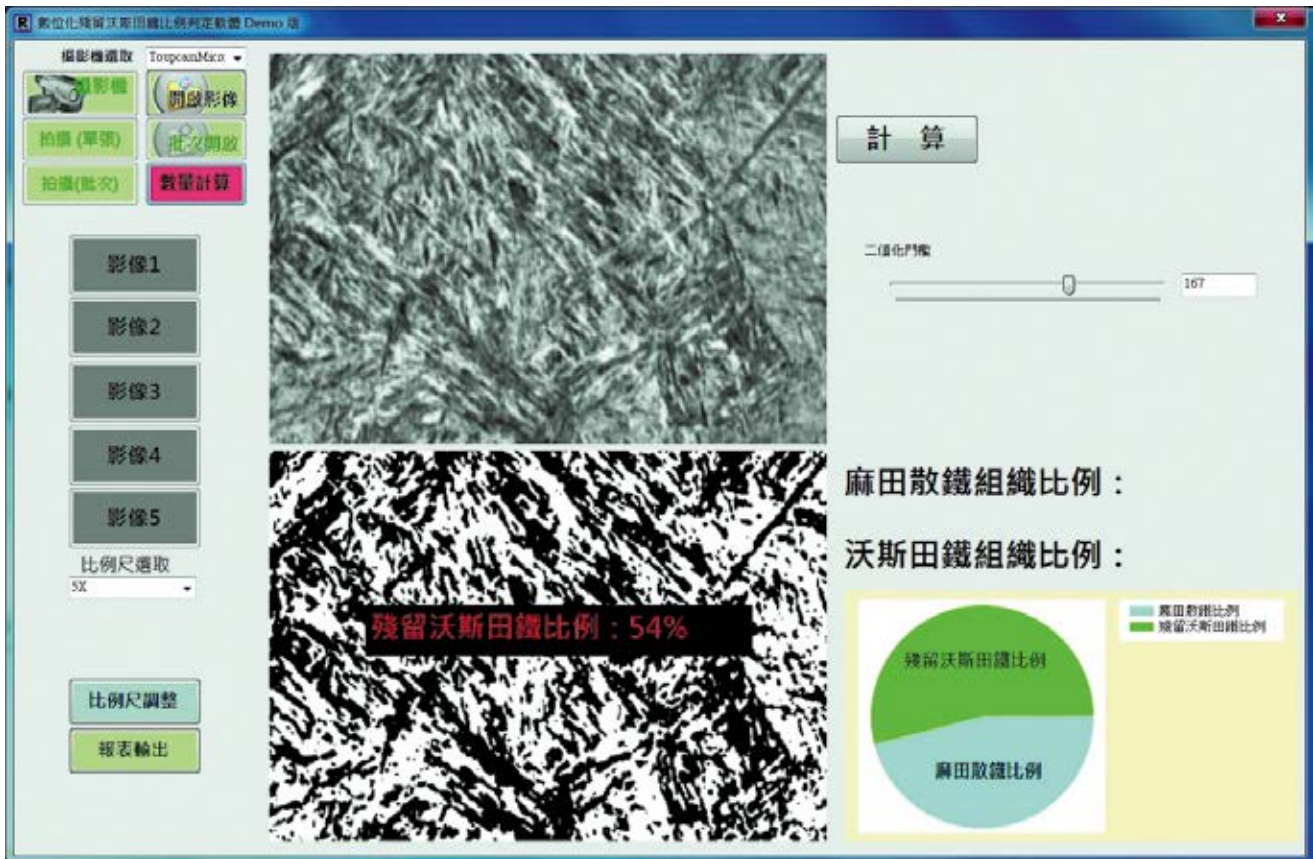 數位化殘留沃斯田鐵比例判定軟體 Demo 版
攝影機選取
ToupcamMicr
攝影機
開啟影像
拍攝 (單張)
批次開啟
拍攝(批次)
數量計算
影像1
影像2
影像3
影像4
影像5
比例尺選取
5X
比例尺調整
報表輸出
殘留沃斯田鐵比例：54%
計 算
二值化門檻
167
麻田散鐵組織比例：
沃斯田鐵組織比例：
殘留沃斯田鐵比例
麻田散鐵比例
麻田散鐵比例
殘留沃斯田鐵比例